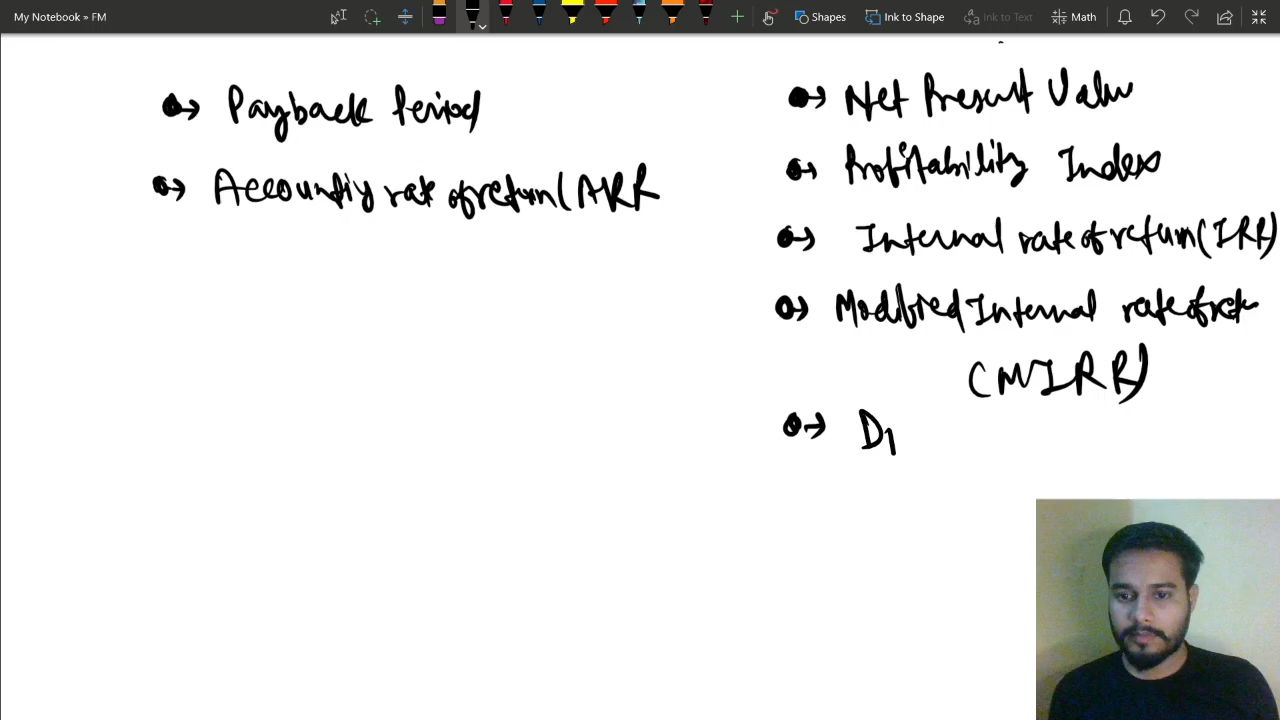 My Notebook » FM
Shapes
Ink to Shape
Ink to Text
Math
Payback Period
Accounting rate of return (ARR
Net Present Value
Profitability Index
Internal rate of return (IRR)
Modified Internal rate of
(MIRR)